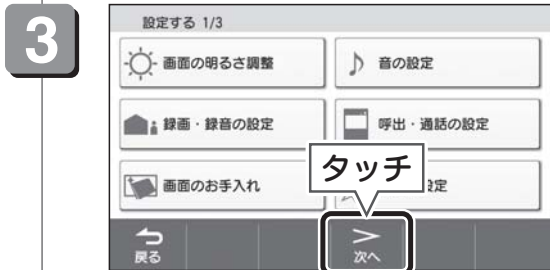 3
設定する 1/3
画面の明るさ調整
音の設定
録画・録音の設定
呼出・通話の設定
画面のお手入れ
タッチ
定
戻る
次へ